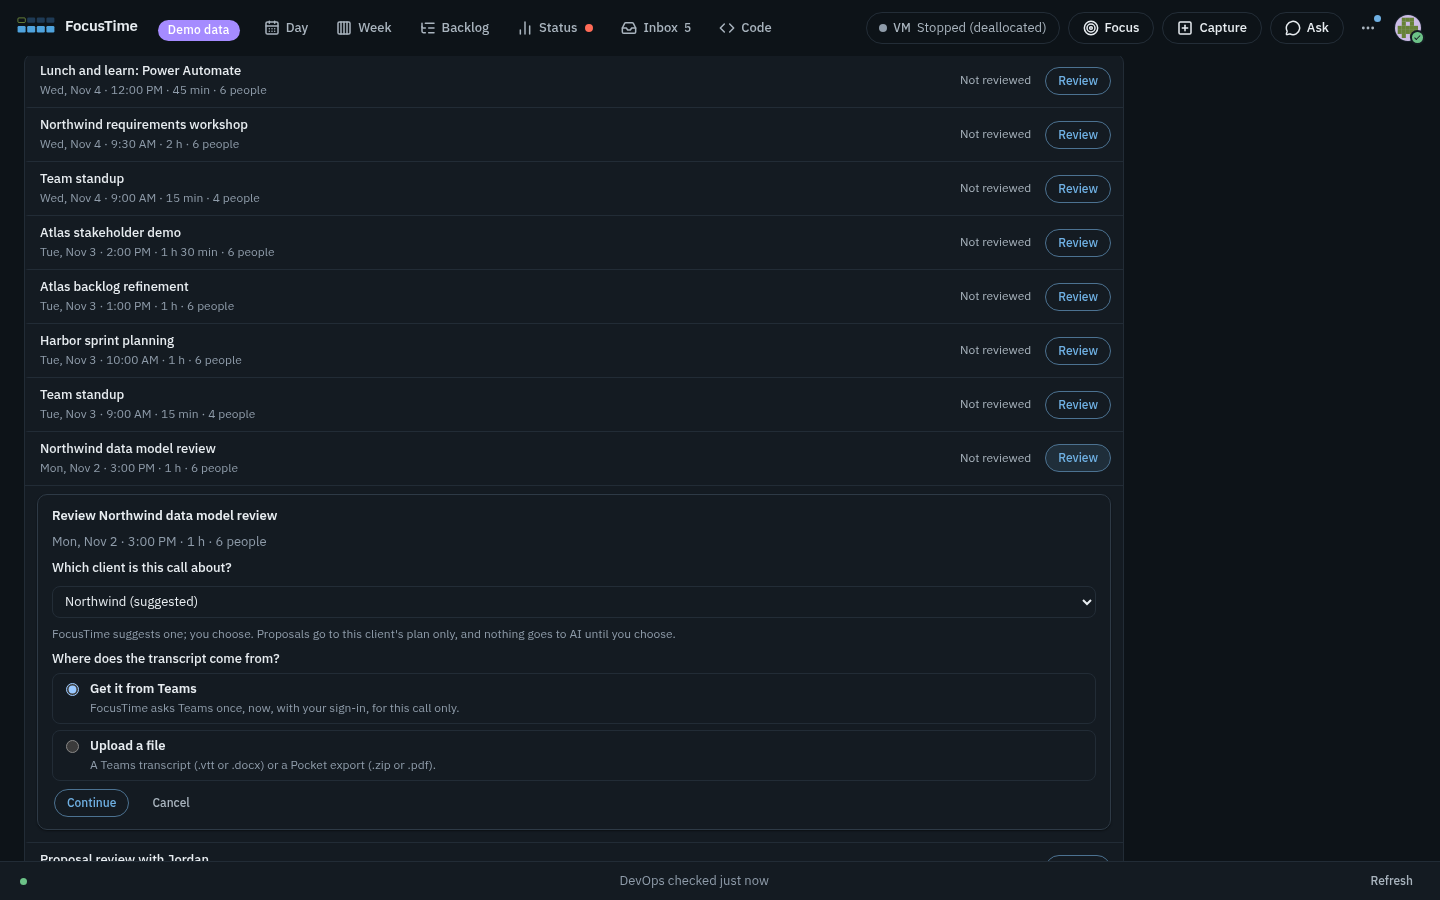 FocusTime
Demo data
Day
Week
Backlog
Status
Inbox 5
Code
VM Stopped (deallocated)
Focus
Capture
Ask
Lunch and learn: Power Automate
Wed, Nov 4 · 12:00 PM · 45 min · 6 people
Not reviewed
Review
Northwind requirements workshop
Wed, Nov 4 · 9:30 AM · 2 h · 6 people
Not reviewed
Review
Team standup
Wed, Nov 4 · 9:00 AM · 15 min · 4 people
Not reviewed
Review
Atlas stakeholder demo
Tue, Nov 3 · 2:00 PM · 1 h 30 min · 6 people
Not reviewed
Review
Atlas backlog refinement
Tue, Nov 3 · 1:00 PM · 1 h · 6 people
Not reviewed
Review
Harbor sprint planning
Tue, Nov 3 · 10:00 AM · 1 h · 6 people
Not reviewed
Review
Team standup
Tue, Nov 3 · 9:00 AM · 15 min · 4 people
Not reviewed
Review
Northwind data model review
Mon, Nov 2 · 3:00 PM · 1 h · 6 people
Not reviewed
Review
Review Northwind data model review
Mon, Nov 2 · 3:00 PM · 1 h · 6 people
Which client is this call about?
Northwind (suggested)
FocusTime suggests one; you choose. Proposals go to this client's plan only, and nothing goes to AI until you choose.
Where does the transcript come from?
Get it from Teams
FocusTime asks Teams once, now, with your sign-in, for this call only.
Upload a file
A Teams transcript (.vtt or .docx) or a Pocket export (.zip or .pdf).
Continue
Cancel
Proposal review with Jordan
DevOps checked just now
Refresh